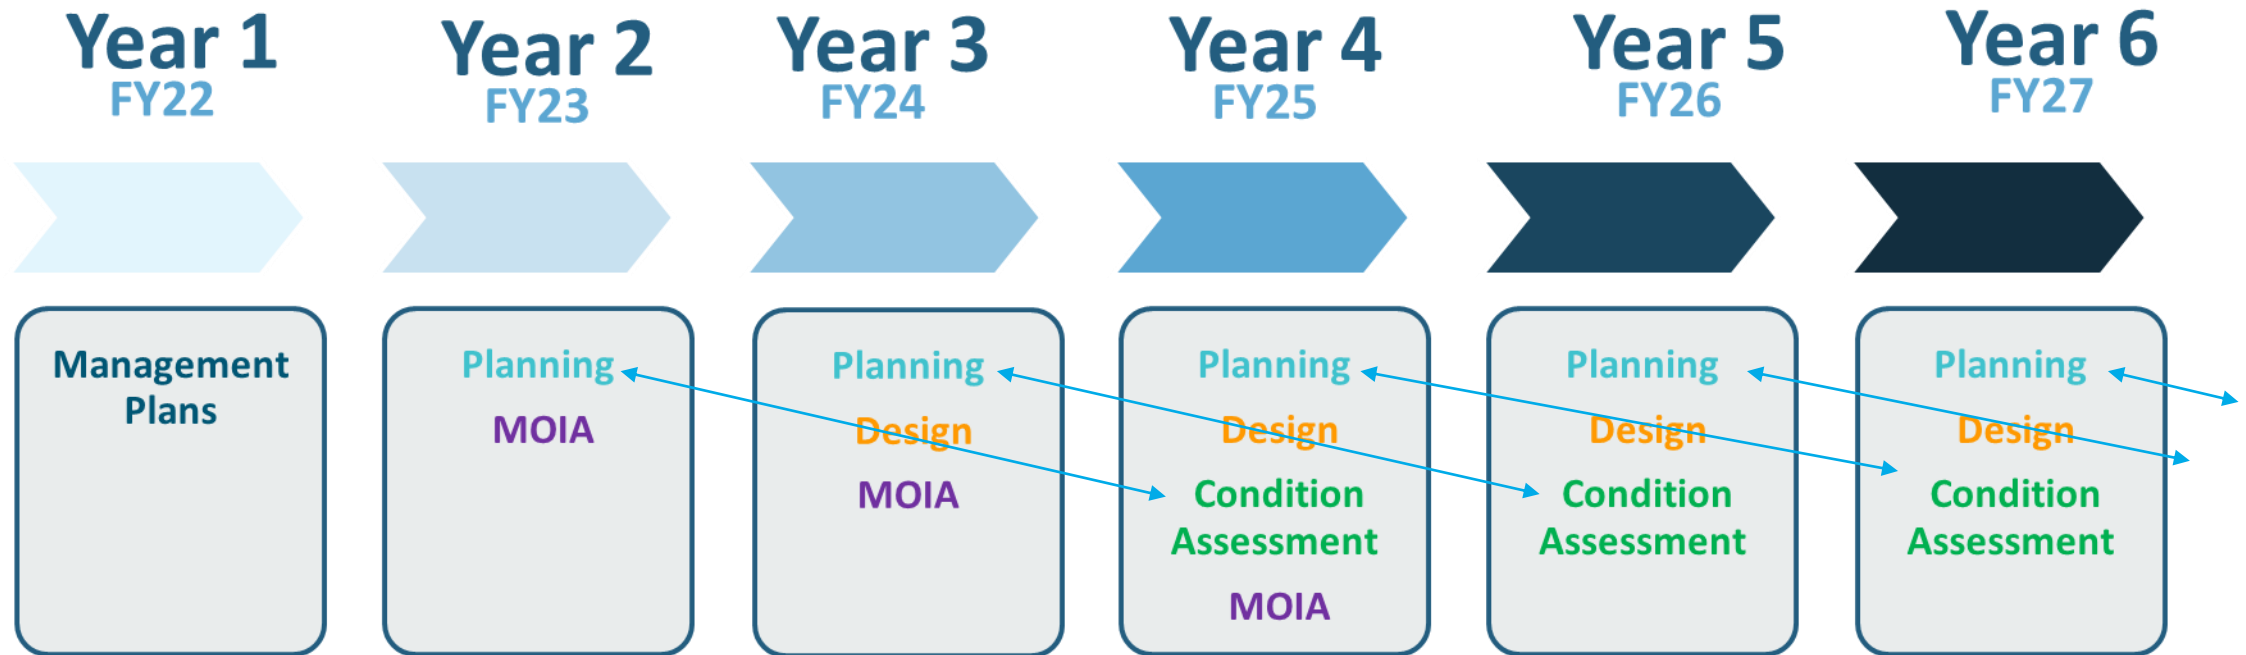 Year 1
FY22
Year 2
FY23
Year 3
FY24
Year 4
FY25
Year 5
FY26
Year 6
FY27
Management
Plans
Planning
MOIA
Planning
Design
MOIA
Planning
Design
Condition
Assessment
MOIA
Planning
Design
Condition
Assessment
Planning
Design
Condition
Assessment